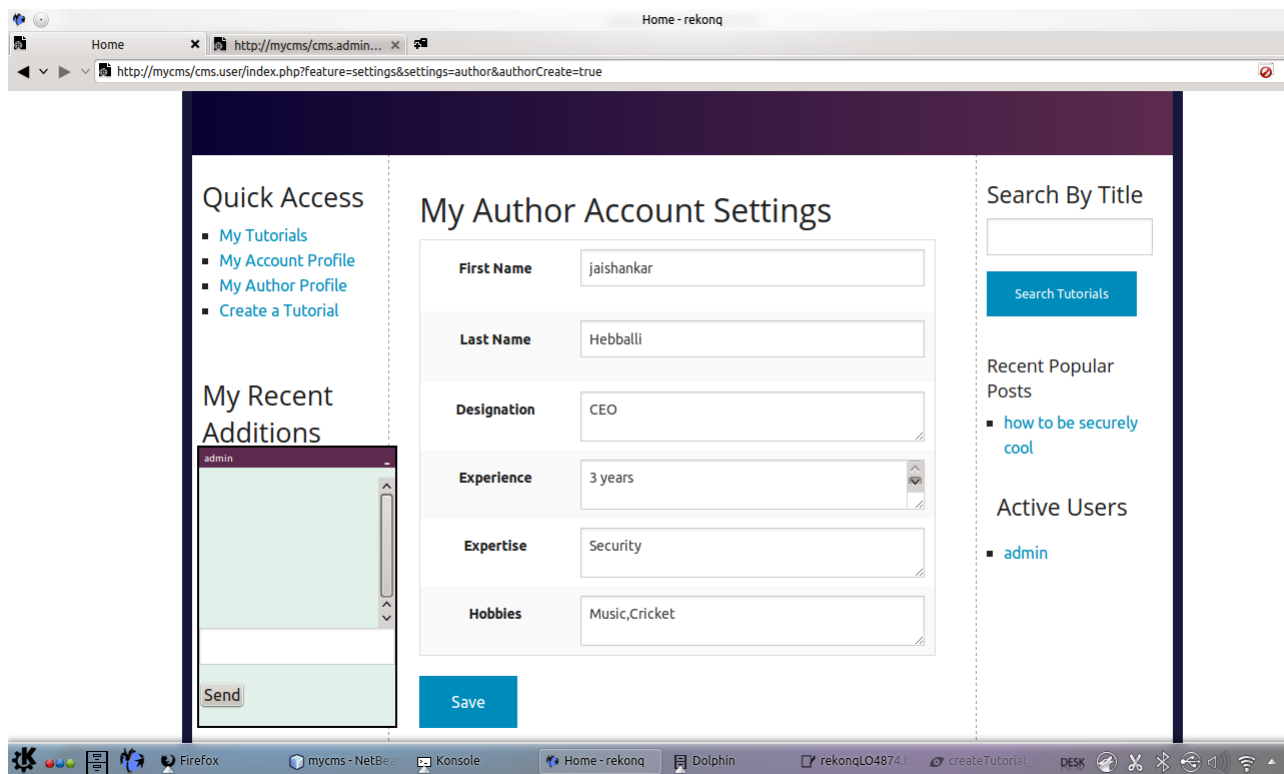 Home - rekonq
Home
http://mycms/cms.admin...
http://mycms/cms.user/index.php?feature=settings&settings=author&authorCreate=true
Quick Access
My Tutorials
My Account Profile
My Author Profile
Create a Tutorial
My Recent
Additions
admin
Send
My Author Account Settings
First Name
jaishankar
Last Name
Hebballi
Designation
CEO
Experience
3 years
Expertise
Security
Hobbies
Music,Cricket
Save
Search By Title
Search Tutorials
Recent Popular
Posts
how to be securely
cool
Active Users
admin
Firefox
mycms - NetBea
Konsole
Home - rekonq
Dolphin
rekonqLO4874.t
createTutorial_2
DESK